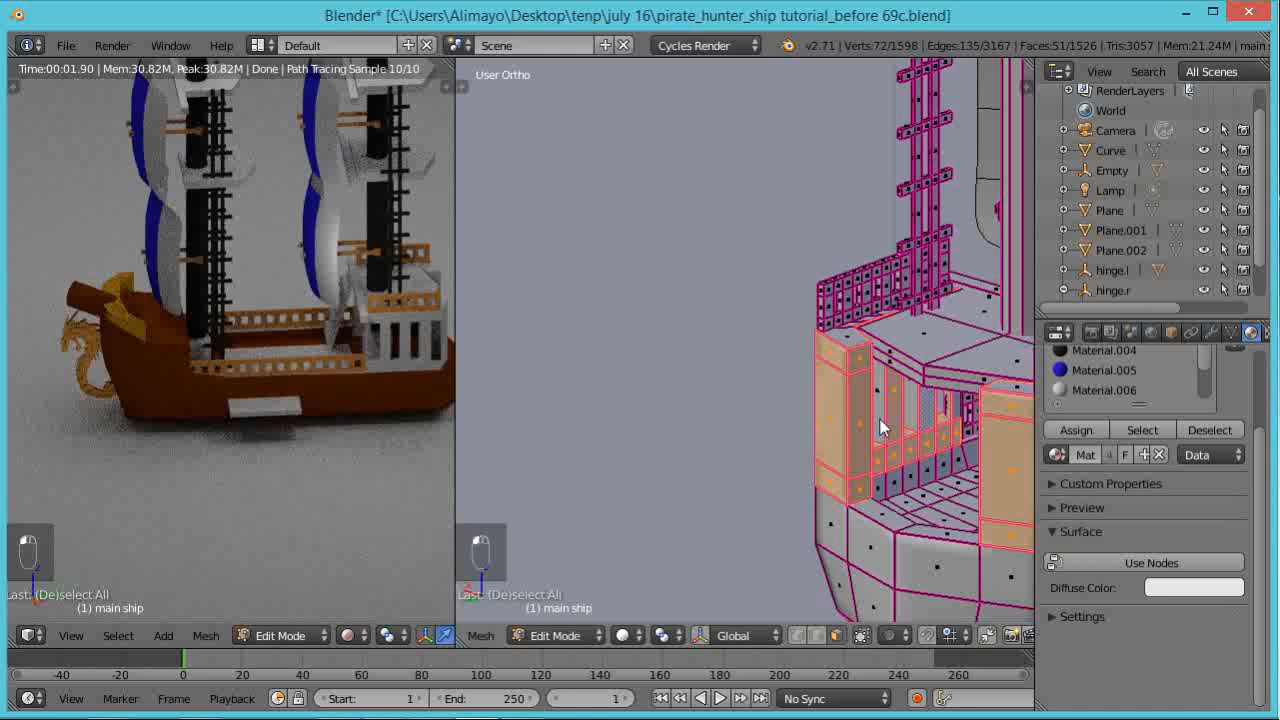 Blender* [C:\Users\Alimayo\Desktop\tenp\july 16\pirate_hunter_ship tutorial_before 69c.blend]
File Render Window Help Default Scene Cycles Render v2.71 | Verts:72/1598 | Edges:135/3167 | Faces:51/1526 | Tris:3057 | Mem:21.24M | main s
Time:00:01.90 | Mem:30.82M, Peak:30.82M | Done | Path Tracing Sample 10/10
User Ortho
View Search All Scenes
RenderLayers
World
Camera
Curve
Empty
Lamp
Plane
Plane.001
Plane.002
hinge.l
hinge.r
Material.004
Material.005
Material.006
Assign Select Deselect
Mat 4 F Data
Custom Properties
Preview
Surface
Use Nodes
Diffuse Color:
Settings
Last: (De)select All
(1) main ship
Last: (De)select All
(1) main ship
View Select Add Mesh Edit Mode
Mesh Edit Mode Global
-40 -20 0 20 40 60 80 100 120 140 160 180 200 220 240 260
View Marker Frame Playback Start: 1 End: 250 1 No Sync